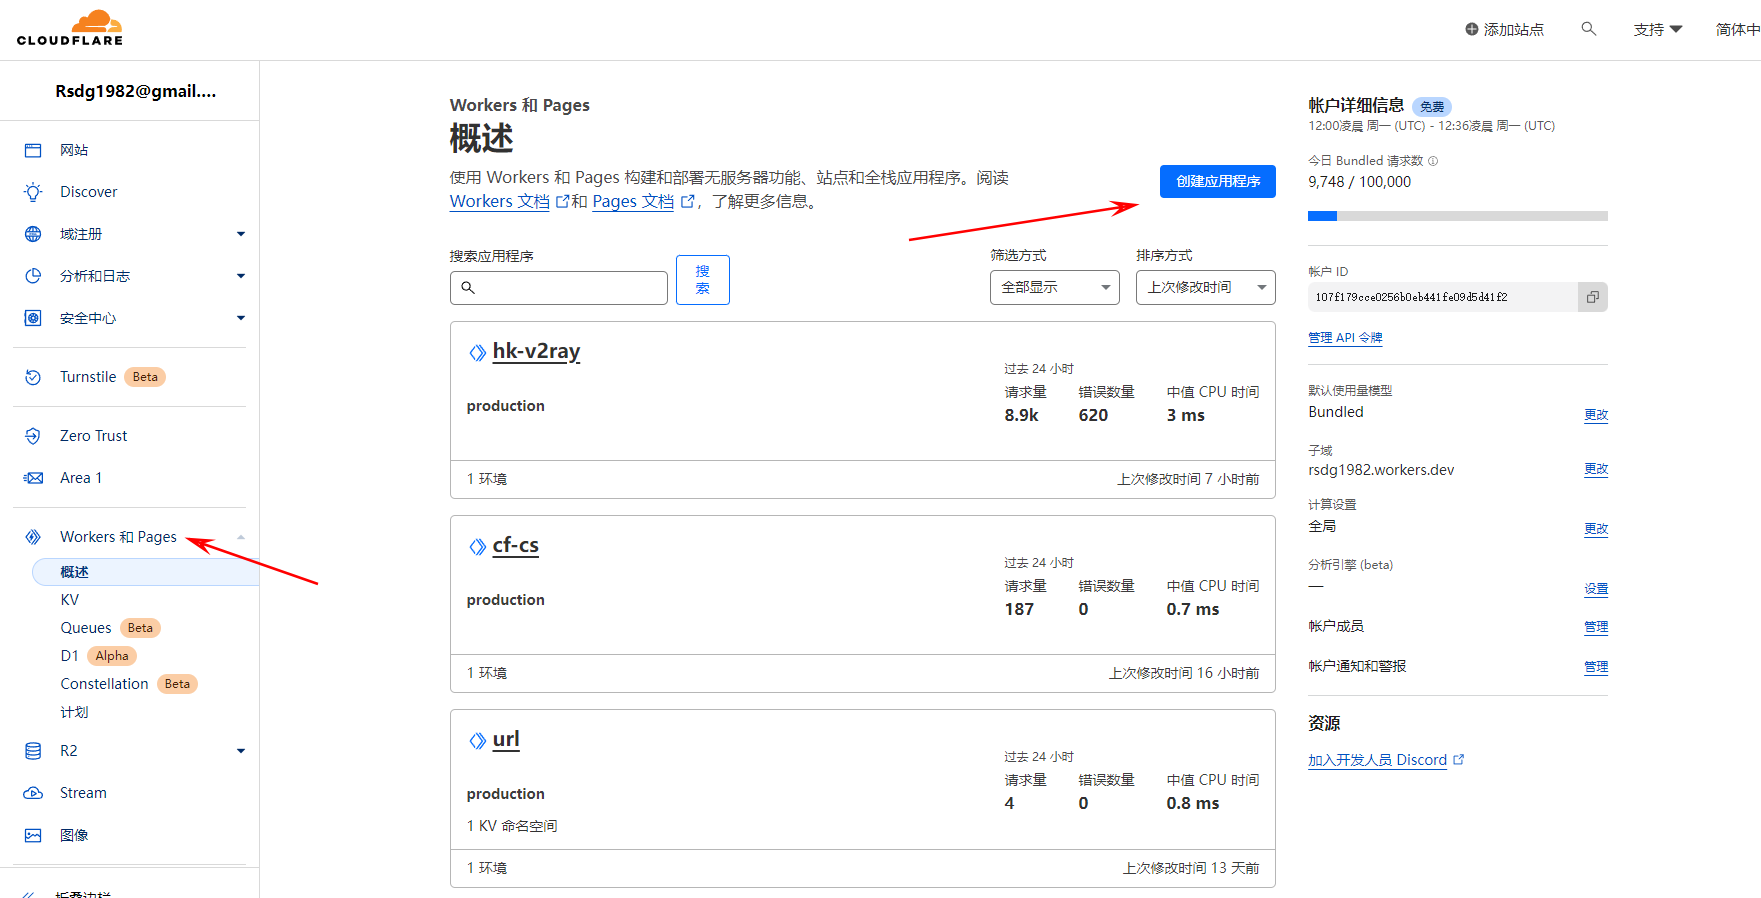 CLOUDFLARE
添加站点
支持
简体中
Rsdg1982@gmail....
网站
Discover
域注册
分析和日志
安全中心
Turnstile Beta
Zero Trust
Area 1
Workers 和 Pages
概述
KV
Queues Beta
D1 Alpha
Constellation Beta
计划
R2
Stream
图像
折叠边栏
Workers 和 Pages
概述
使用 Workers 和 Pages 构建和部署无服务器功能、站点和全栈应用程序。阅读
Workers 文档 和 Pages 文档 ，了解更多信息。
创建应用程序
搜索应用程序
搜
索
筛选方式
全部显示
排序方式
上次修改时间
hk-v2ray
production
过去 24 小时
请求量 错误数量 中值 CPU 时间
8.9k 620 3 ms
1 环境
上次修改时间 7 小时前
cf-cs
production
过去 24 小时
请求量 错误数量 中值 CPU 时间
187 0 0.7 ms
1 环境
上次修改时间 16 小时前
url
production
1 KV 命名空间
过去 24 小时
请求量 错误数量 中值 CPU 时间
4 0 0.8 ms
1 环境
上次修改时间 13 天前
帐户详细信息 免费
12:00凌晨 周一 (UTC) - 12:36凌晨 周一 (UTC)
今日 Bundled 请求数
9,748 / 100,000
帐户 ID
107f179cce0256b0eb441fe09d5d41f2
管理 API 令牌
默认使用量模型
Bundled 更改
子域
rsdg1982.workers.dev 更改
计算设置
全局 更改
分析引擎 (beta)
— 设置
帐户成员 管理
帐户通知和警报 管理
资源
加入开发人员 Discord